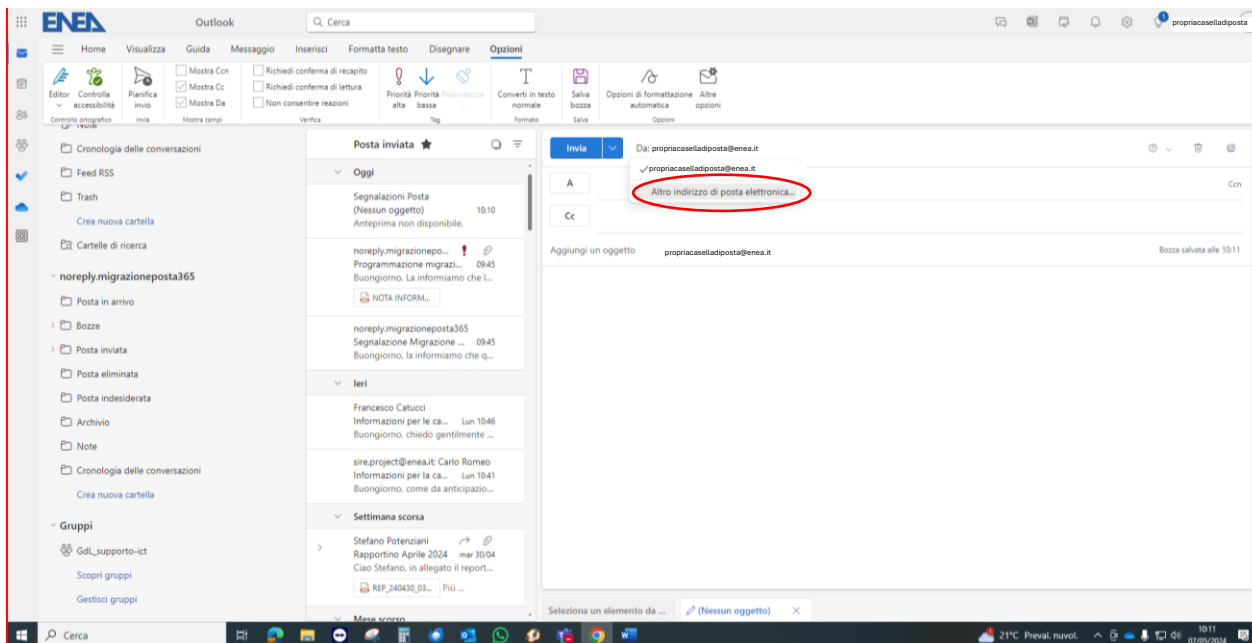 ENEA
Outlook
Cerca
propriacaselladiposta
Home Visualizza Guida Messaggio Inserisci Formatta testo Disegnare Opzioni
Editor
Controlla accessibilità
Pianifica invio
Mostra Ccn
Mostra Cc
Mostra Da
Richiedi conferma di recapito
Richiedi conferma di lettura
Non consentire reazioni
Priorità alta
Priorità bassa
Converti in testo normale
Salva bozza
Opzioni di formattazione automatica
Altre opzioni
Controllo ortografico Invia Mostra campi Verifica Tag Formato Salva Opzioni
Note
Cronologia delle conversazioni
Feed RSS
Trash
Crea nuova cartella
Cartelle di ricerca
noreply.migrazioneposta365
Posta in arrivo
Bozze
Posta inviata
Posta eliminata
Posta indesiderata
Archivio
Note
Cronologia delle conversazioni
Crea nuova cartella
Gruppi
GdL_supporto-ict
Scopri gruppi
Gestisci gruppi
Posta inviata
Oggi
Segnalazioni Posta
(Nessun oggetto) 10:10
Anteprima non disponibile.
noreply.migrazionepo...
Programmazione migrazi... 09:45
Buongiorno, La informiamo che l...
NOTA INFORM...
noreply.migrazioneposta365
Segnalazione Migrazione ... 09:45
Buongiorno, la informiamo che q...
Ieri
Francesco Catucci
Informazioni per le ca... Lun 10:46
Buongiorno, chiedo gentilmente ...
sire.project@enea.it; Carlo Romeo
Informazioni per la ca... Lun 10:41
Buongiorno, come da anticipazio...
Settimana scorsa
Stefano Potenziani
Rapportino Aprile 2024 mar 30/04
Ciao Stefano, in allegato il report...
REP_240430_03... Più ...
Mese scorso
Invia
Da: propriacaselladiposta@enea.it
propriacaselladiposta@enea.it
Altro indirizzo di posta elettronica...
A
Ccn
Cc
Aggiungi un oggetto
propriacaselladiposta@enea.it
Bozza salvata alle 10:11
Seleziona un elemento da ...
(Nessun oggetto)
Cerca
21°C Preval. nuvol.
10:11
07/05/2024